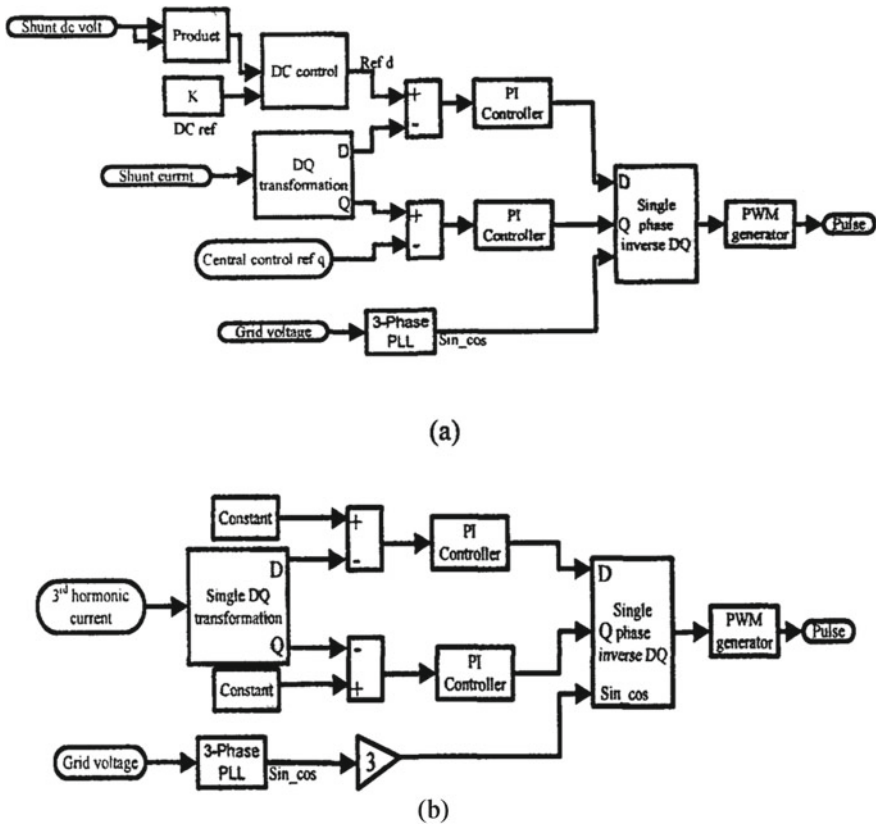 Shunt dc volt
Product
K
DC ref
DC control
Ref d
+
-
PI
Controller
Shunt currnt
DQ
transformation
D
Q
Central control ref q
+
-
PI
Controller
D
Q
Single
phase
inverse DQ
PWM
generator
Pulse
Grid voltage
3-Phase
PLL
Sin_cos
(a)
Constant
+
-
PI
Controller
3rd hormonic
current
Single DQ
transformation
D
Q
Constant
-
+
PI
Controller
D
Q
Single
phase
inverse DQ
Sin_cos
PWM
generator
Pulse
Grid voltage
3-Phase
PLL
Sin_cos
3
(b)